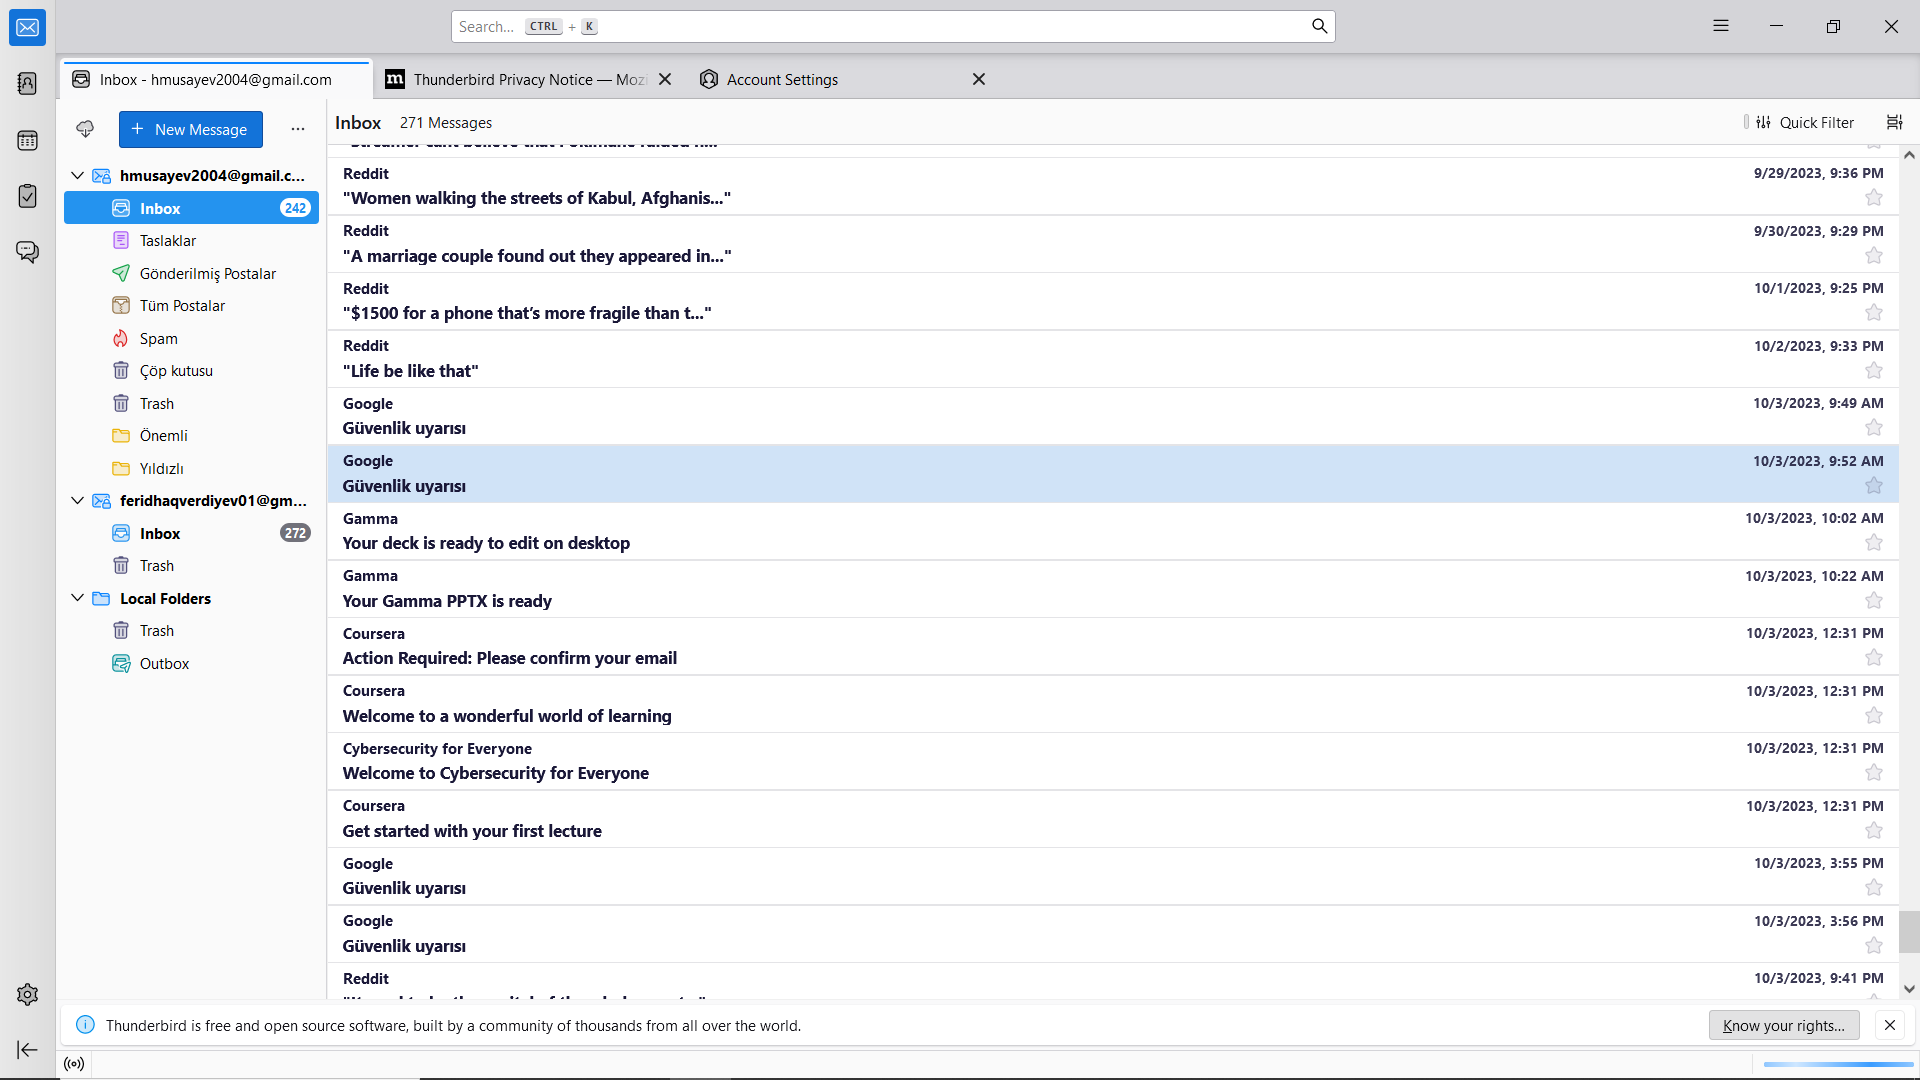 Search... CTRL + K
Inbox - hmusayev2004@gmail.com
Thunderbird Privacy Notice — Mozi
Account Settings
+ New Message
hmusayev2004@gmail.c...
Inbox 242
Taslaklar
Gönderilmiş Postalar
Tüm Postalar
Spam
Çöp kutusu
Trash
Önemli
Yıldızlı
feridhaqverdiyev01@gm...
Inbox 272
Trash
Local Folders
Trash
Outbox
Inbox 271 Messages
Quick Filter
Reddit 9/29/2023, 9:36 PM
"Women walking the streets of Kabul, Afghanis..."
Reddit 9/30/2023, 9:29 PM
"A marriage couple found out they appeared in..."
Reddit 10/1/2023, 9:25 PM
"$1500 for a phone that’s more fragile than t..."
Reddit 10/2/2023, 9:33 PM
"Life be like that"
Google 10/3/2023, 9:49 AM
Güvenlik uyarısı
Google 10/3/2023, 9:52 AM
Güvenlik uyarısı
Gamma 10/3/2023, 10:02 AM
Your deck is ready to edit on desktop
Gamma 10/3/2023, 10:22 AM
Your Gamma PPTX is ready
Coursera 10/3/2023, 12:31 PM
Action Required: Please confirm your email
Coursera 10/3/2023, 12:31 PM
Welcome to a wonderful world of learning
Cybersecurity for Everyone 10/3/2023, 12:31 PM
Welcome to Cybersecurity for Everyone
Coursera 10/3/2023, 12:31 PM
Get started with your first lecture
Google 10/3/2023, 3:55 PM
Güvenlik uyarısı
Google 10/3/2023, 3:56 PM
Güvenlik uyarısı
Reddit 10/3/2023, 9:41 PM
Thunderbird is free and open source software, built by a community of thousands from all over the world.
Know your rights...